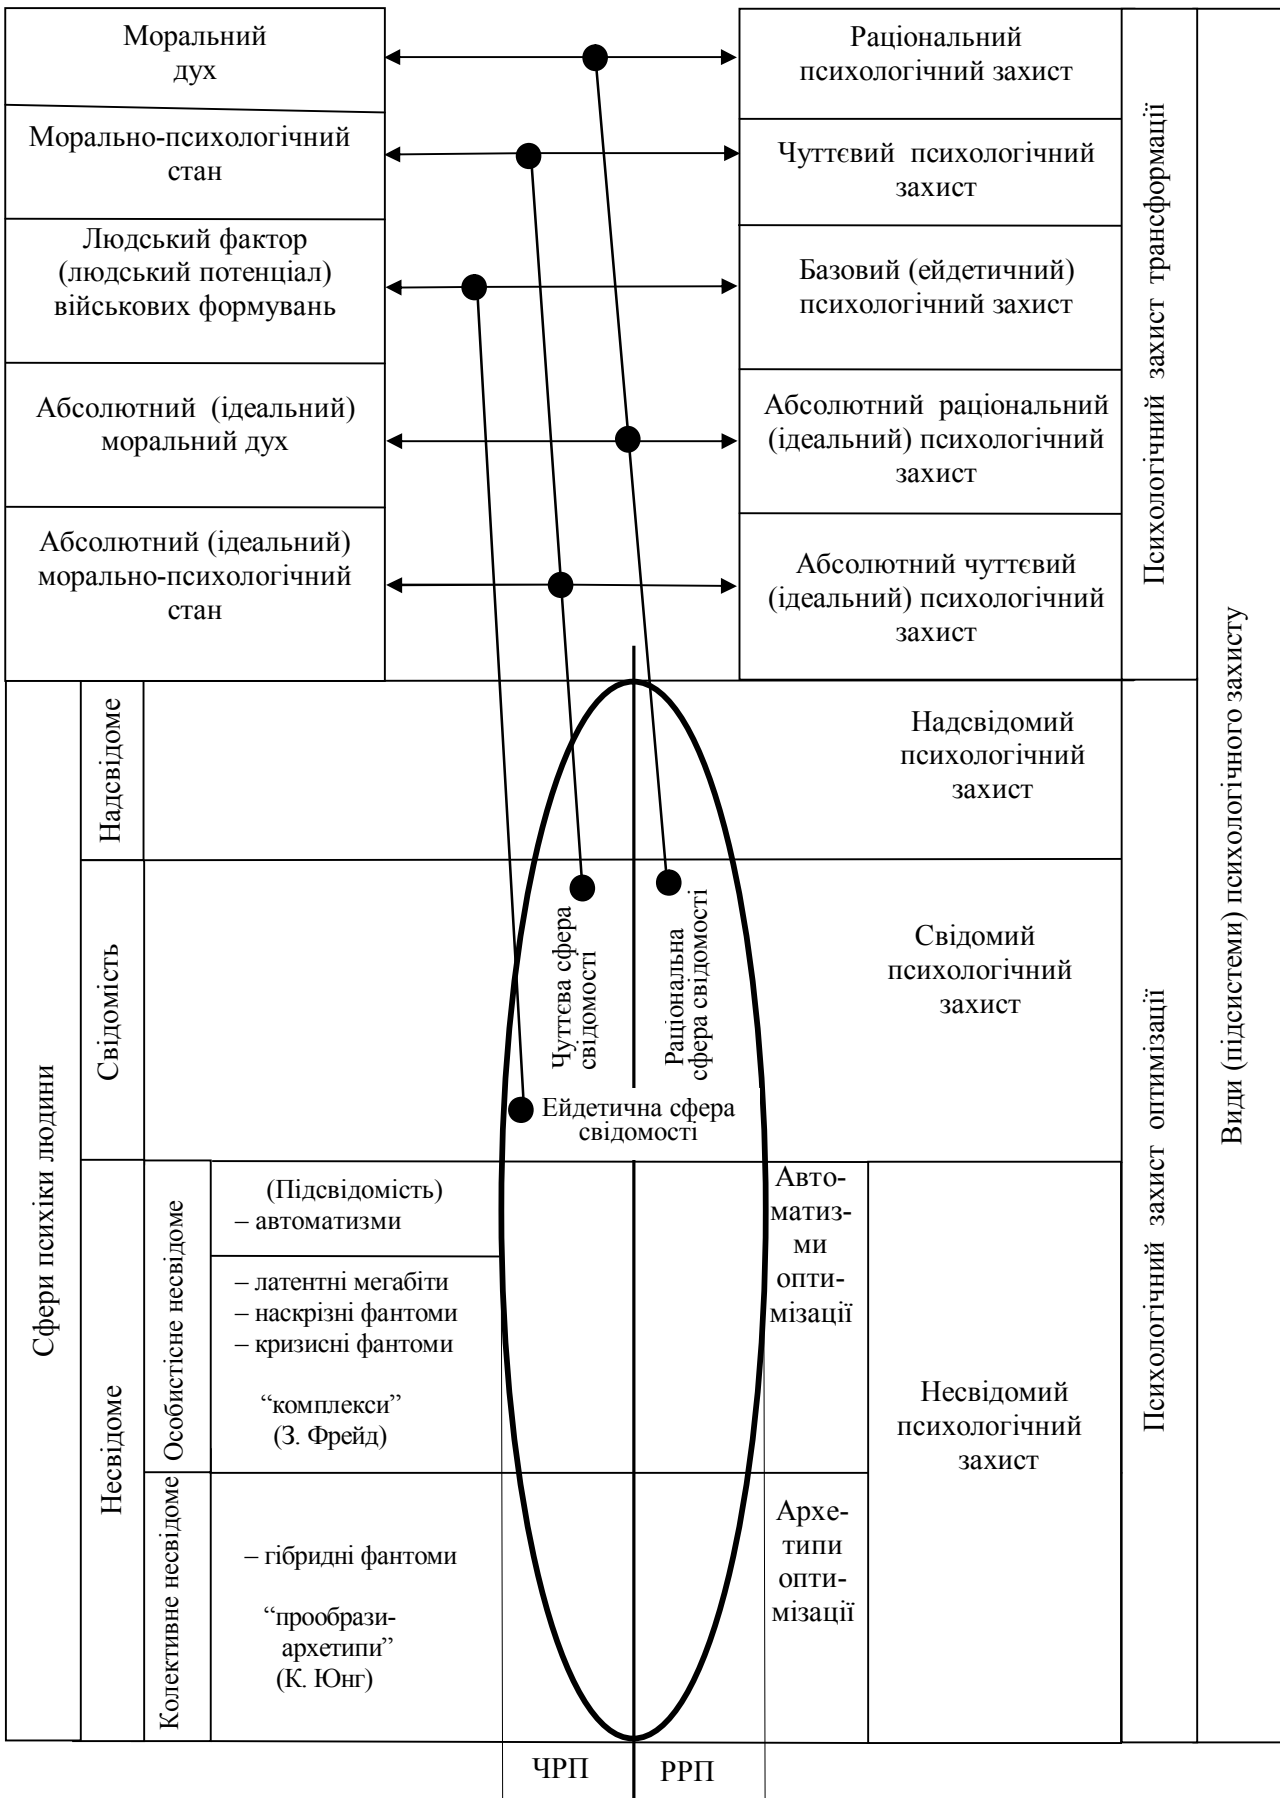 Моральний
дух
Раціональний
психологічний захист
Морально-психологічний
стан
Чуттєвий психологічний
захист
Людський фактор
(людський потенціал)
військових формувань
Базовий (ейдетичний)
психологічний захист
Абсолютний (ідеальний)
моральний дух
Абсолютний раціональний
(ідеальний) психологічний
захист
Абсолютний (ідеальний)
морально-психологічний
стан
Абсолютний чуттєвий
(ідеальний) психологічний
захист
Психологічний захист трансформації
Види (підсистеми) психологічного захисту
Сфери психіки людини
Надсвідоме
Надсвідомий
психологічний
захист
Свідомість
Чуттєва сфера
свідомості
Раціональна
сфера свідомості
Ейдетична сфера
свідомості
Свідомий
психологічний
захист
Психологічний захист оптимізації
Несвідоме
Особистісне несвідоме
(Підсвідомість)
– автоматизми
– латентні мегабіти
– наскрізні фантоми
– кризисні фантоми
“комплекси”
(З. Фрейд)
Авто-
матиз-
ми
опти-
мізації
Несвідомий
психологічний
захист
Колективне несвідоме
– гібридні фантоми
“прообрази-
архетипи”
(К. Юнг)
Архе-
типи
опти-
мізації
ЧРП
РРП